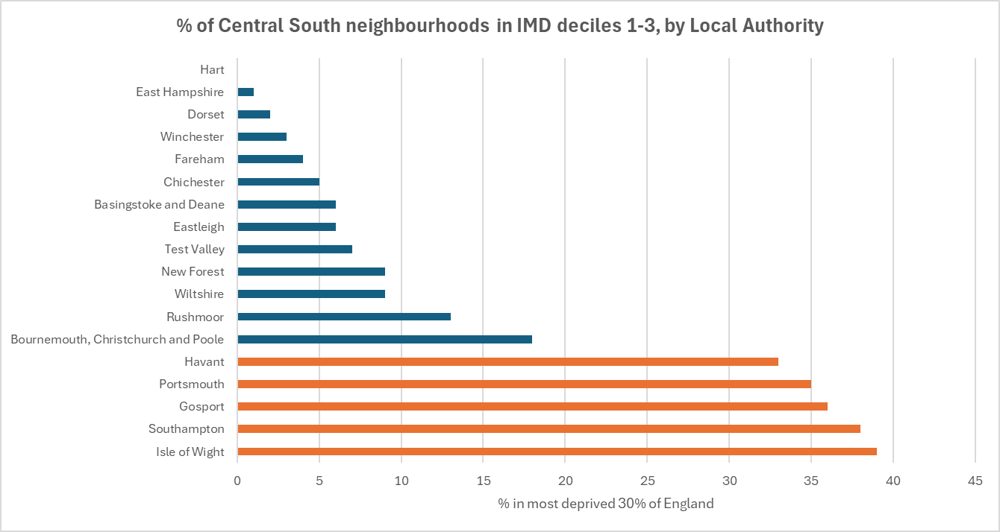 % of Central South neighbourhoods in IMD deciles 1-3, by Local Authority
Hart
East Hampshire
Dorset
Winchester
Fareham
Chichester
Basingstoke and Deane
Eastleigh
Test Valley
New Forest
Wiltshire
Rushmoor
Bournemouth, Christchurch and Poole
Havant
Portsmouth
Gosport
Southampton
Isle of Wight
0 5 10 15 20 25 30 35 40 45
% in most deprived 30% of England